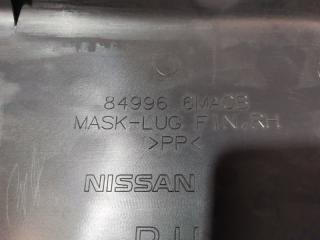 84996 6MA0B
MASK-LUG FIN,RH
>PP<
NISSAN